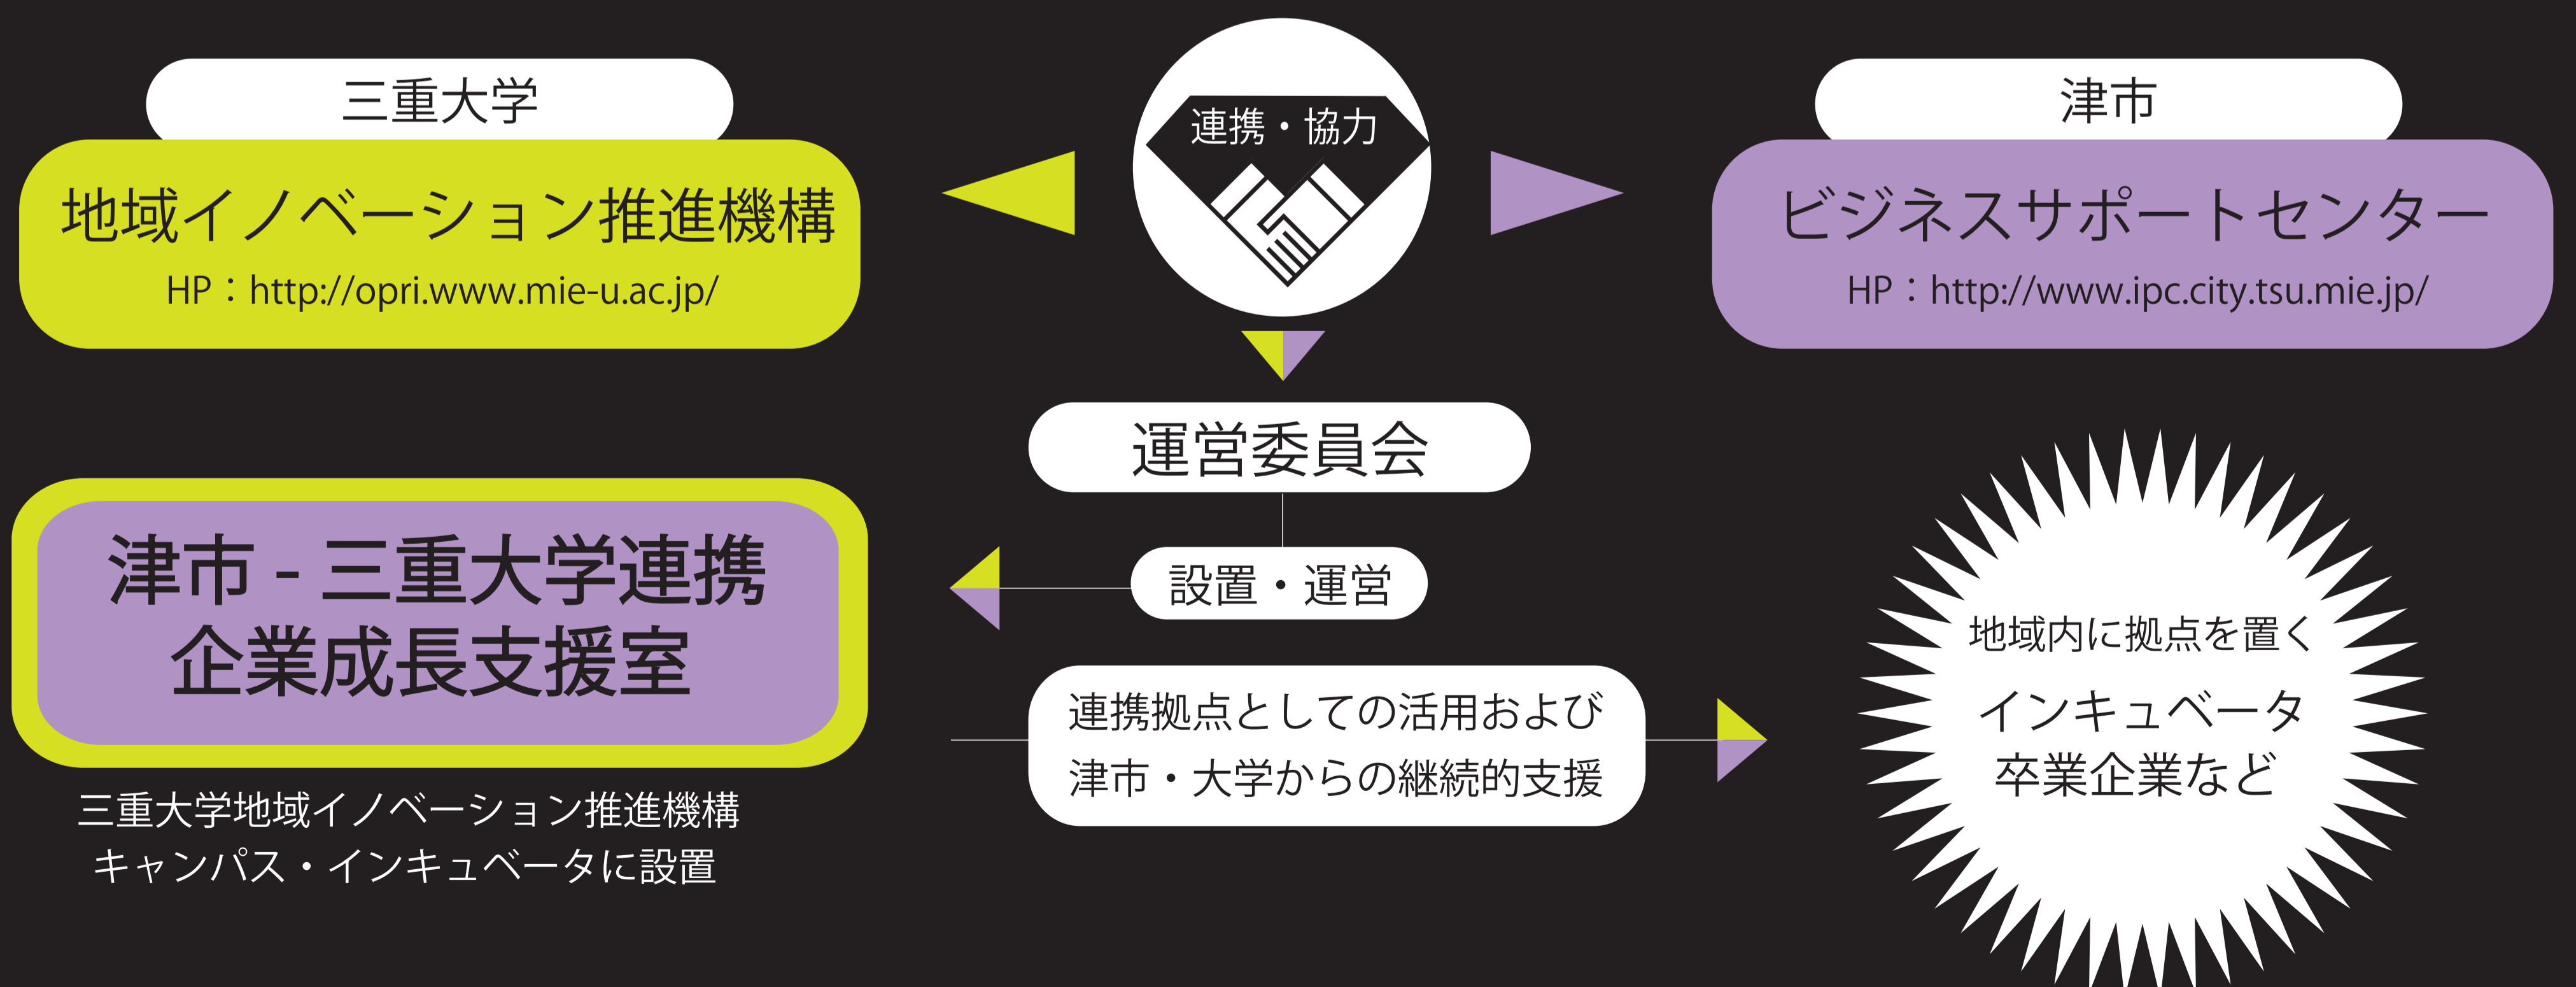 三重大学
地域イノベーション推進機構
HP：http://opri.www.mie-u.ac.jp/
連携・協力
津市
ビジネスサポートセンター
HP：http://www.ipc.city.tsu.mie.jp/
運営委員会
設置・運営
津市 - 三重大学連携
企業成長支援室
三重大学地域イノベーション推進機構
キャンパス・インキュベータに設置
連携拠点としての活用および
津市・大学からの継続的支援
地域内に拠点を置く
インキュベータ
卒業企業など